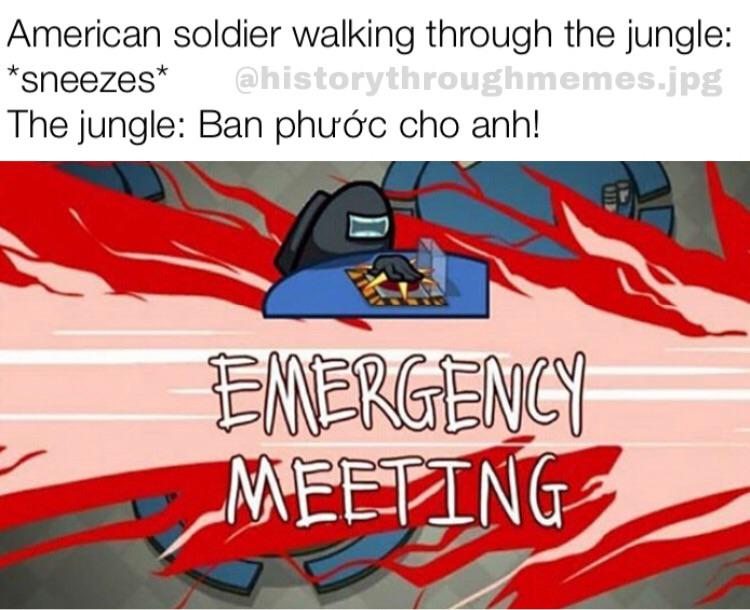 American soldier walking through the jungle:
*sneezes* @historythroughmemes.jpg
The jungle: Ban phước cho anh!
EMERGENCY
MEETING